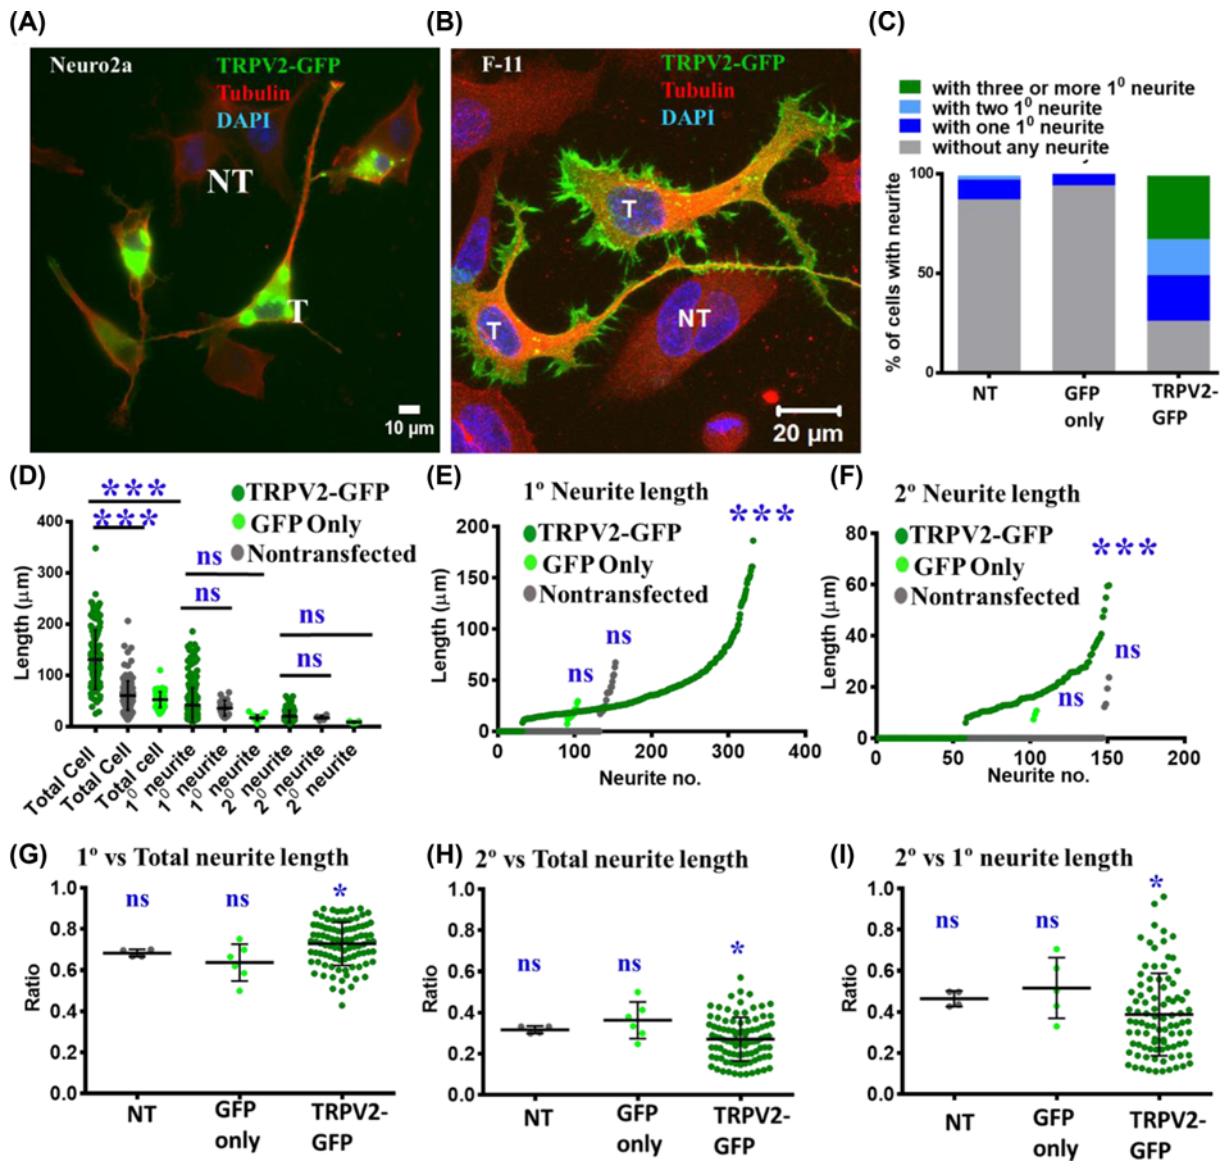 (A)
Neuro2a
TRPV2-GFP
Tubulin
DAPI
NT
T
10 μm
(B)
F-11
TRPV2-GFP
Tubulin
DAPI
T
T
NT
20 μm
(C)
with three or more 1⁰ neurite
with two 1⁰ neurite
with one 1⁰ neurite
without any neurite
% of cells with neurite
100
50
0
NT
GFP only
TRPV2-
GFP
(D)
***
***
TRPV2-GFP
GFP Only
Nontransfected
ns
ns
ns
ns
Length (μm)
400
300
200
100
0
Total Cell
Total Cell
Total cell
1⁰ neurite
1⁰ neurite
1⁰ neurite
2⁰ neurite
2⁰ neurite
2⁰ neurite
(E)
1º Neurite length
***
TRPV2-GFP
GFP Only
Nontransfected
ns
ns
Length (μm)
200
150
100
50
0
0
100
200
300
400
Neurite no.
(F)
2º Neurite length
***
TRPV2-GFP
GFP Only
Nontransfected
ns
ns
Length (μm)
80
60
40
20
0
0
50
100
150
200
Neurite no.
(G)
1º vs Total neurite length
ns
ns
*
Ratio
1.0
0.8
0.6
0.4
0.2
0.0
NT
GFP
only
TRPV2-
GFP
(H)
2º vs Total neurite length
ns
ns
*
Ratio
1.0
0.8
0.6
0.4
0.2
0.0
NT
GFP
only
TRPV2-
GFP
(I)
2º vs 1º neurite length
ns
ns
*
Ratio
1.0
0.8
0.6
0.4
0.2
0.0
NT
GFP
only
TRPV2-
GFP